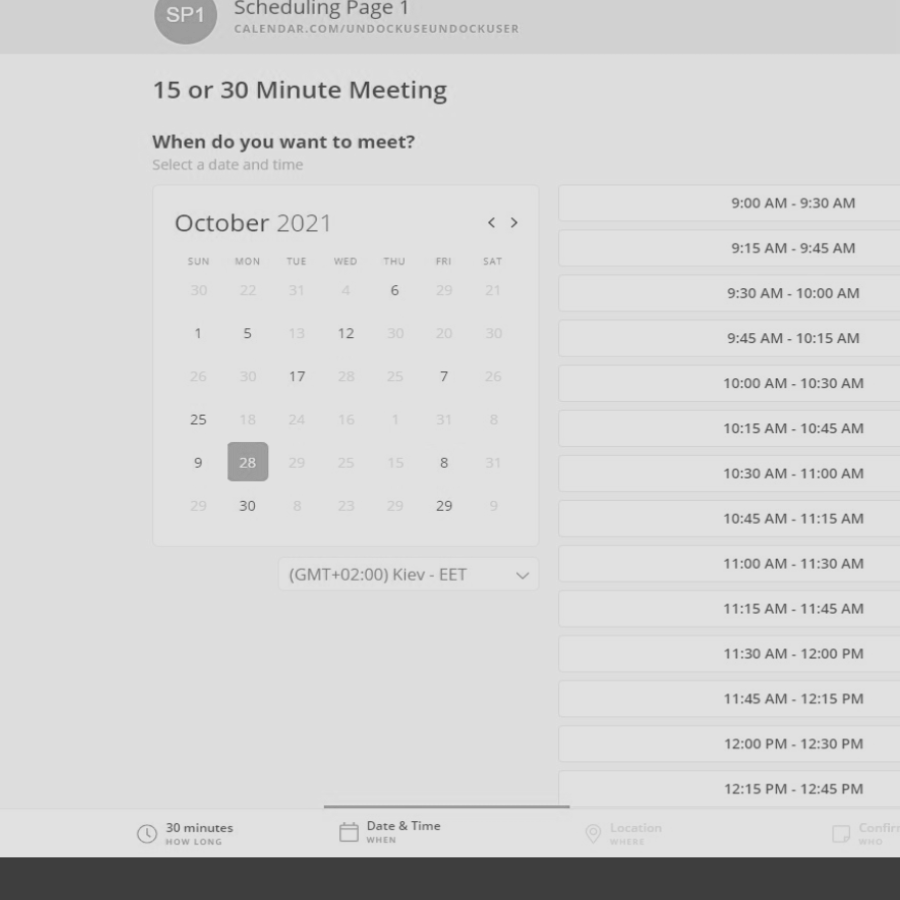 SP1
Scheduling Page 1
CALENDAR.COM/UNDOCKUSEUNDOCKUSER
15 or 30 Minute Meeting
When do you want to meet?
Select a date and time
October 2021
SUN MON TUE WED THU FRI SAT
30 22 31 4 6 29 21
1 5 13 12 30 20 30
26 30 17 28 25 7 26
25 18 24 16 1 31 8
9 28 29 25 15 8 31
29 30 8 23 29 29 9
(GMT+02:00) Kiev - EET
9:00 AM - 9:30 AM
9:15 AM - 9:45 AM
9:30 AM - 10:00 AM
9:45 AM - 10:15 AM
10:00 AM - 10:30 AM
10:15 AM - 10:45 AM
10:30 AM - 11:00 AM
10:45 AM - 11:15 AM
11:00 AM - 11:30 AM
11:15 AM - 11:45 AM
11:30 AM - 12:00 PM
11:45 AM - 12:15 PM
12:00 PM - 12:30 PM
12:15 PM - 12:45 PM
30 minutes
HOW LONG
Date & Time
WHEN
Location
WHERE
Confir
WHO